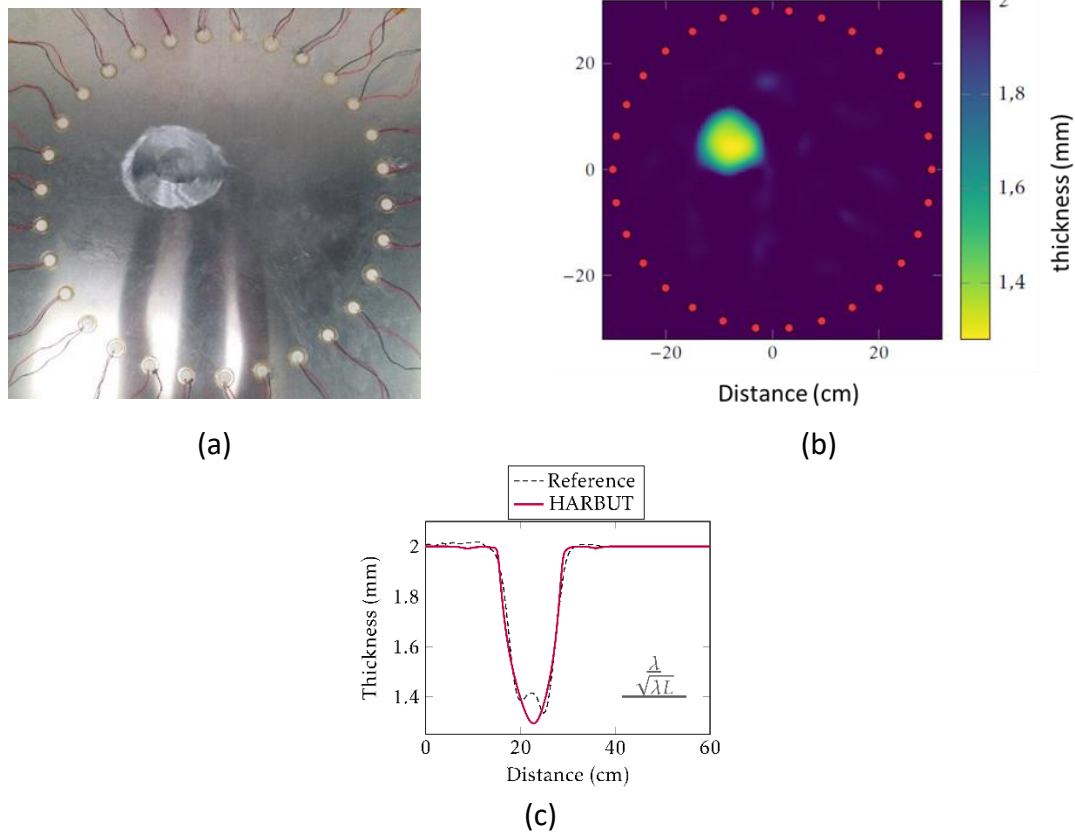 2
1,8
1,6
1,4
thickness (mm)
20
0
−20
−20
0
20
Distance (cm)
(a)
(b)
Reference
HARBUT
2
1.8
1.6
1.4
Thickness (mm)
λ
√λL
0
20
40
60
Distance (cm)
(c)